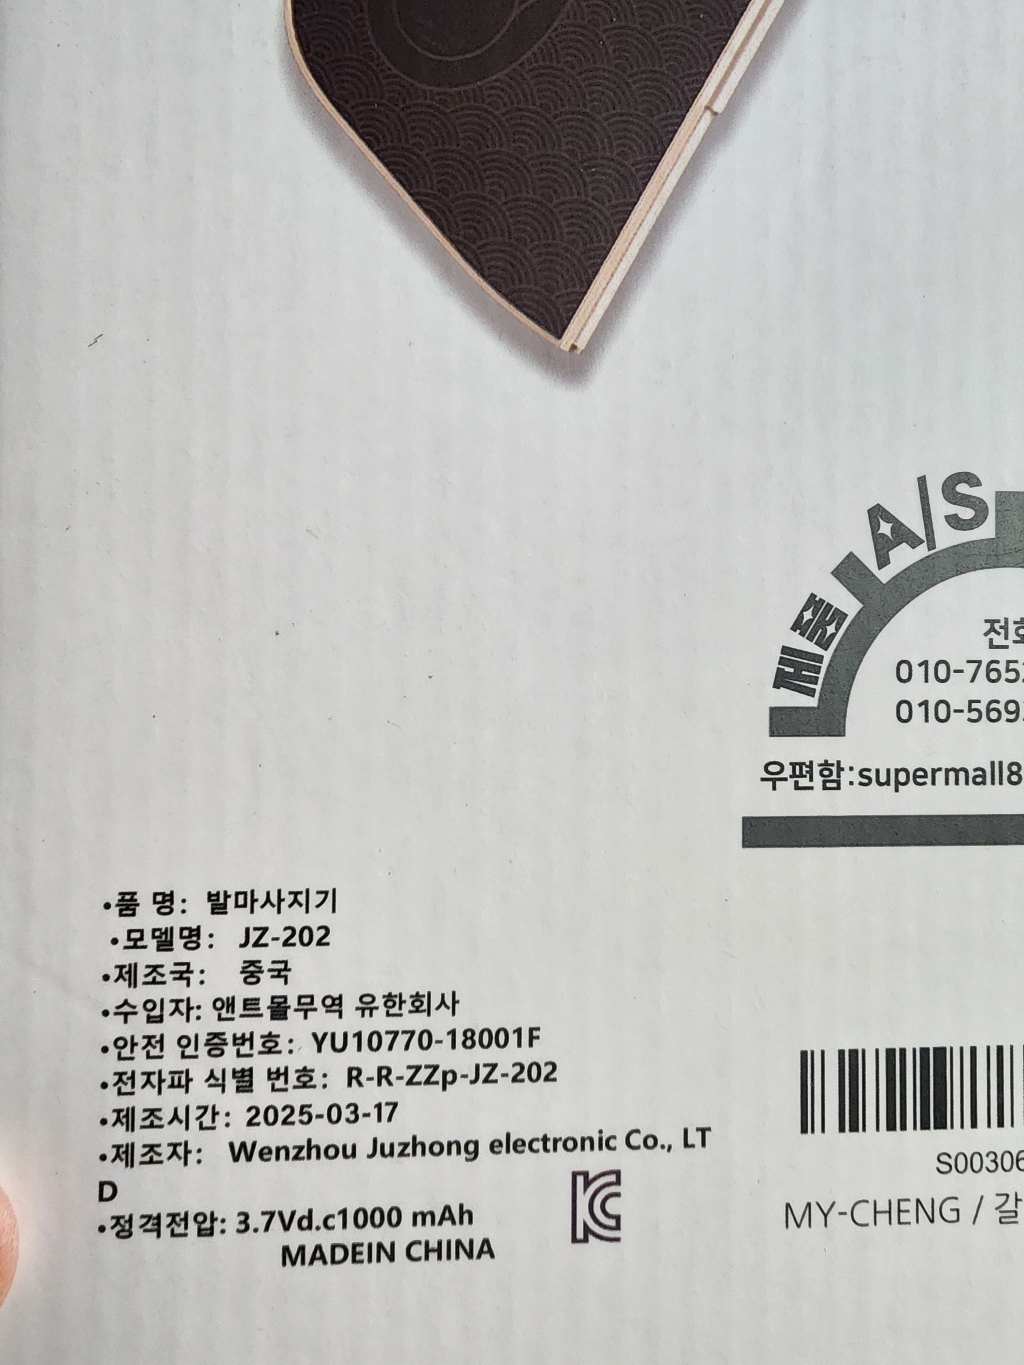 제품 A/S
전화
010-765
010-569
우편함:supermall8
•품 명: 발마사지기
•모델명: JZ-202
•제조국: 중국
•수입자: 앤트몰무역 유한회사
•안전 인증번호: YU10770-18001F
•전자파 식별 번호: R-R-ZZp-JZ-202
•제조시간: 2025-03-17
•제조자: Wenzhou Juzhong electronic Co., LT
D
•정격전압: 3.7Vd.c1000 mAh
MADEIN CHINA
S00306
MY-CHENG / 갈